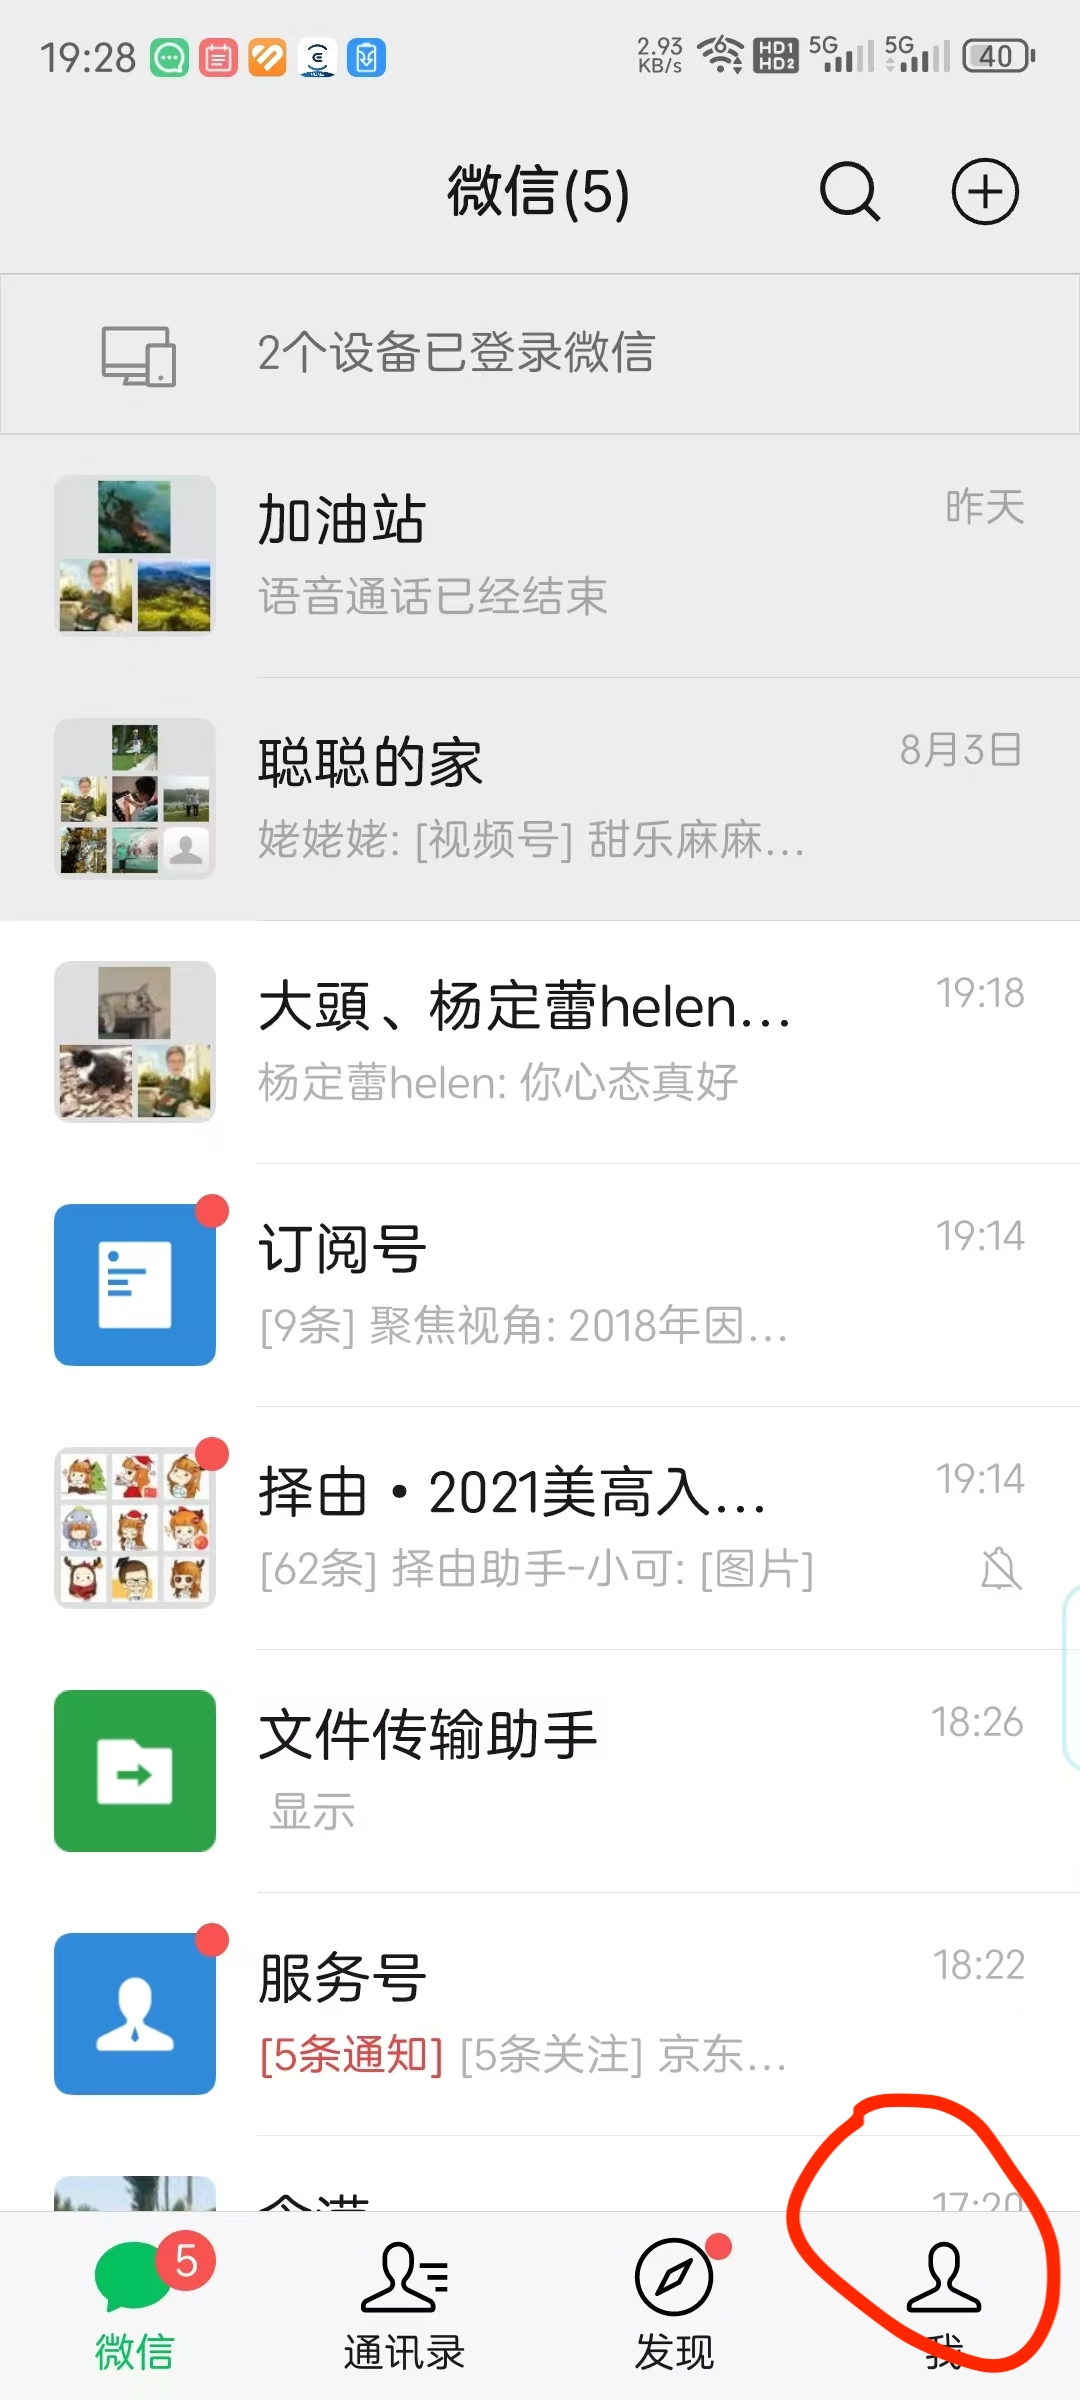 19:28 2.93 KB/s HD1 HD2 5G 5G 40
微信(5)
2个设备已登录微信
加油站 昨天
语音通话已经结束
聪聪的家 8月3日
姥姥姥: [视频号] 甜乐麻麻...
大頭、杨定蕾helen... 19:18
杨定蕾helen: 你心态真好
订阅号 19:14
[9条] 聚焦视角: 2018年因...
择由·2021美高入... 19:14
[62条] 择由助手-小可: [图片]
文件传输助手 18:26
显示
服务号 18:22
[5条通知] [5条关注] 京东...
17:20
5
微信 通讯录 发现 我